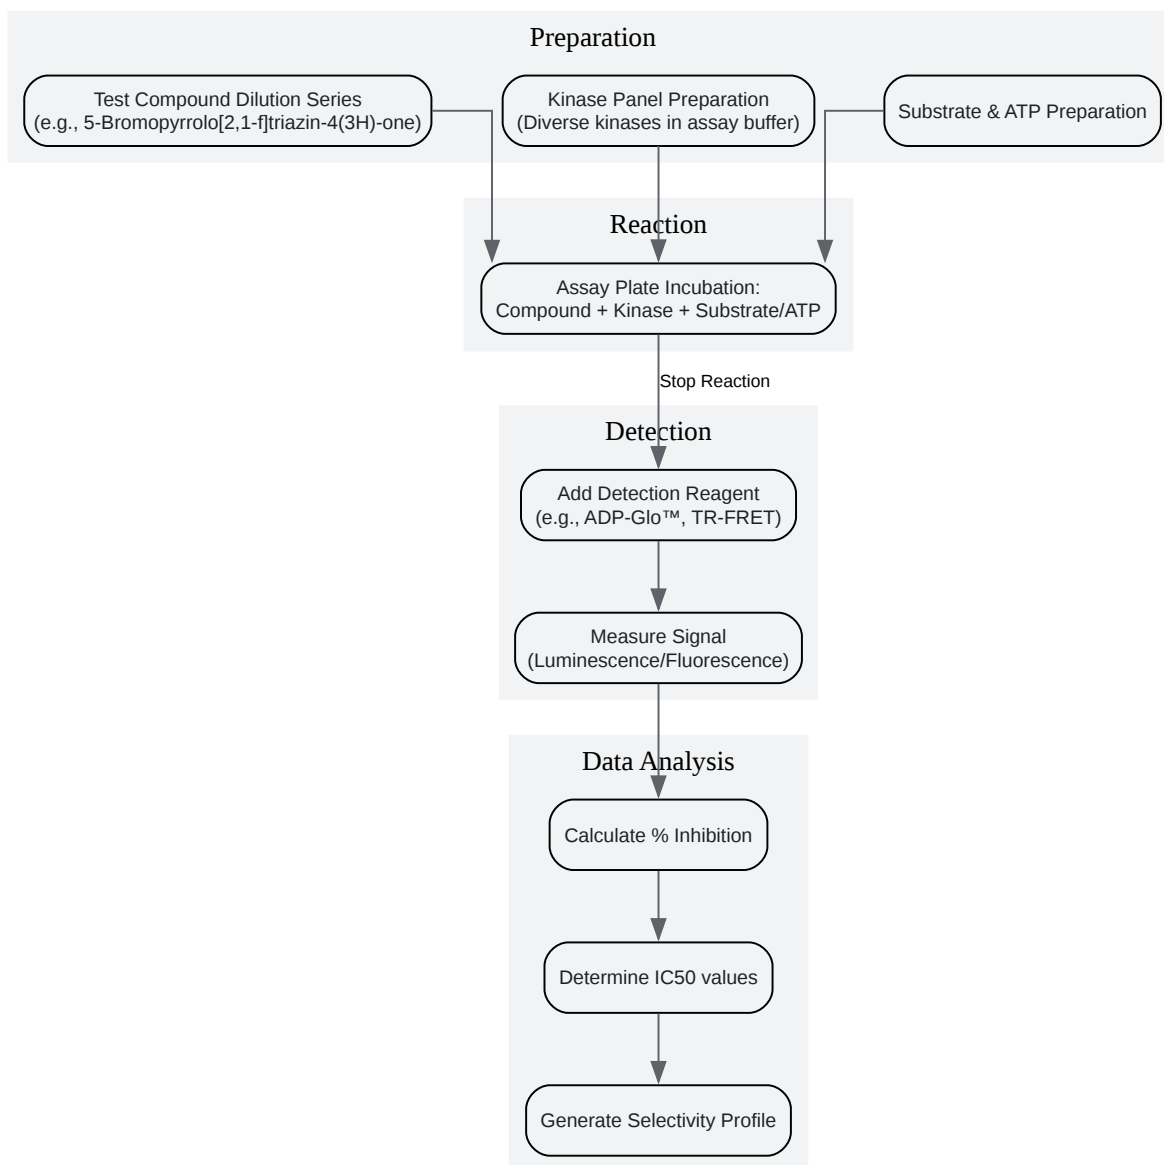 Preparation
Test Compound Dilution Series
(e.g., 5-Bromopyrrolo[2,1-f]triazin-4(3H)-one)
Kinase Panel Preparation
(Diverse kinases in assay buffer)
Substrate & ATP Preparation
Reaction
Assay Plate Incubation:
Compound + Kinase + Substrate/ATP
Stop Reaction
Detection
Add Detection Reagent
(e.g., ADP-Glo™, TR-FRET)
Measure Signal
(Luminescence/Fluorescence)
Data Analysis
Calculate % Inhibition
Determine IC50 values
Generate Selectivity Profile